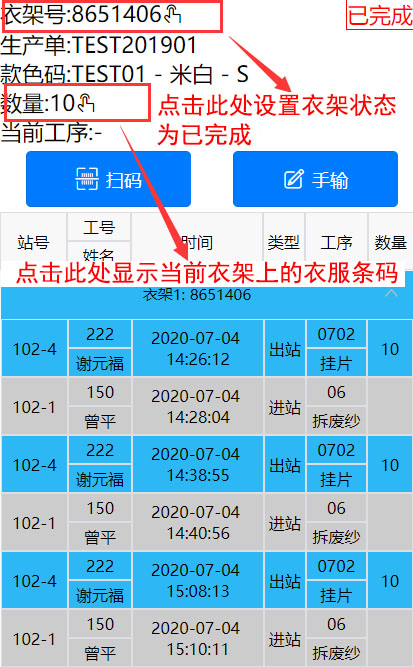 衣架号:8651406
已完成
生产单:TEST201901
款色码:TEST01 - 米白 - S
数量:10
点击此处设置衣架状态
为已完成
当前工序:-
扫码
手输
站号 工号 姓名 时间 类型 工序 数量
点击此处显示当前衣架上的衣服条码
衣架1: 8651406
102-4 222 谢元福 2020-07-04 14:26:12 出站 0702 挂片 10
102-1 150 曾平 2020-07-04 14:28:04 进站 06 拆废纱
102-4 222 谢元福 2020-07-04 14:38:55 出站 0702 挂片 10
102-1 150 曾平 2020-07-04 14:40:56 进站 06 拆废纱
102-4 222 谢元福 2020-07-04 15:08:13 出站 0702 挂片 10
102-1 150 曾平 2020-07-04 15:10:11 进站 06 拆废纱